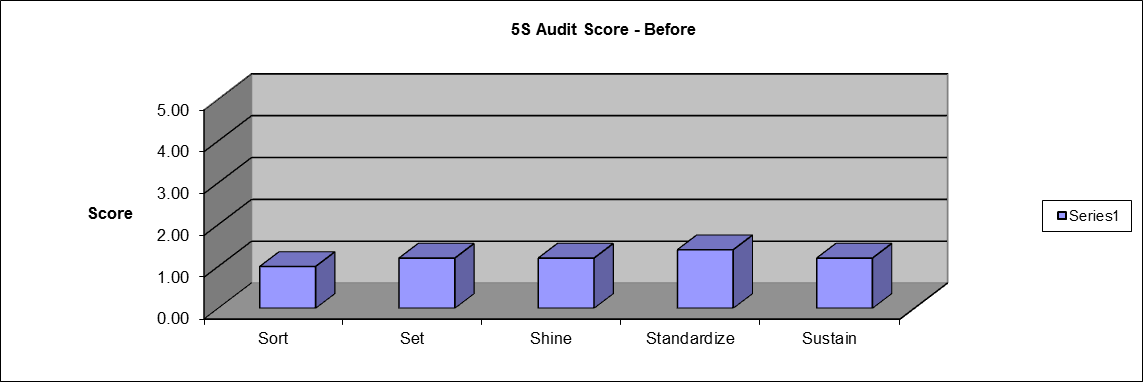 5S Audit Score - Before
5.00
4.00
3.00
2.00
1.00
0.00
Score
Sort
Set
Shine
Standardize
Sustain
Series1